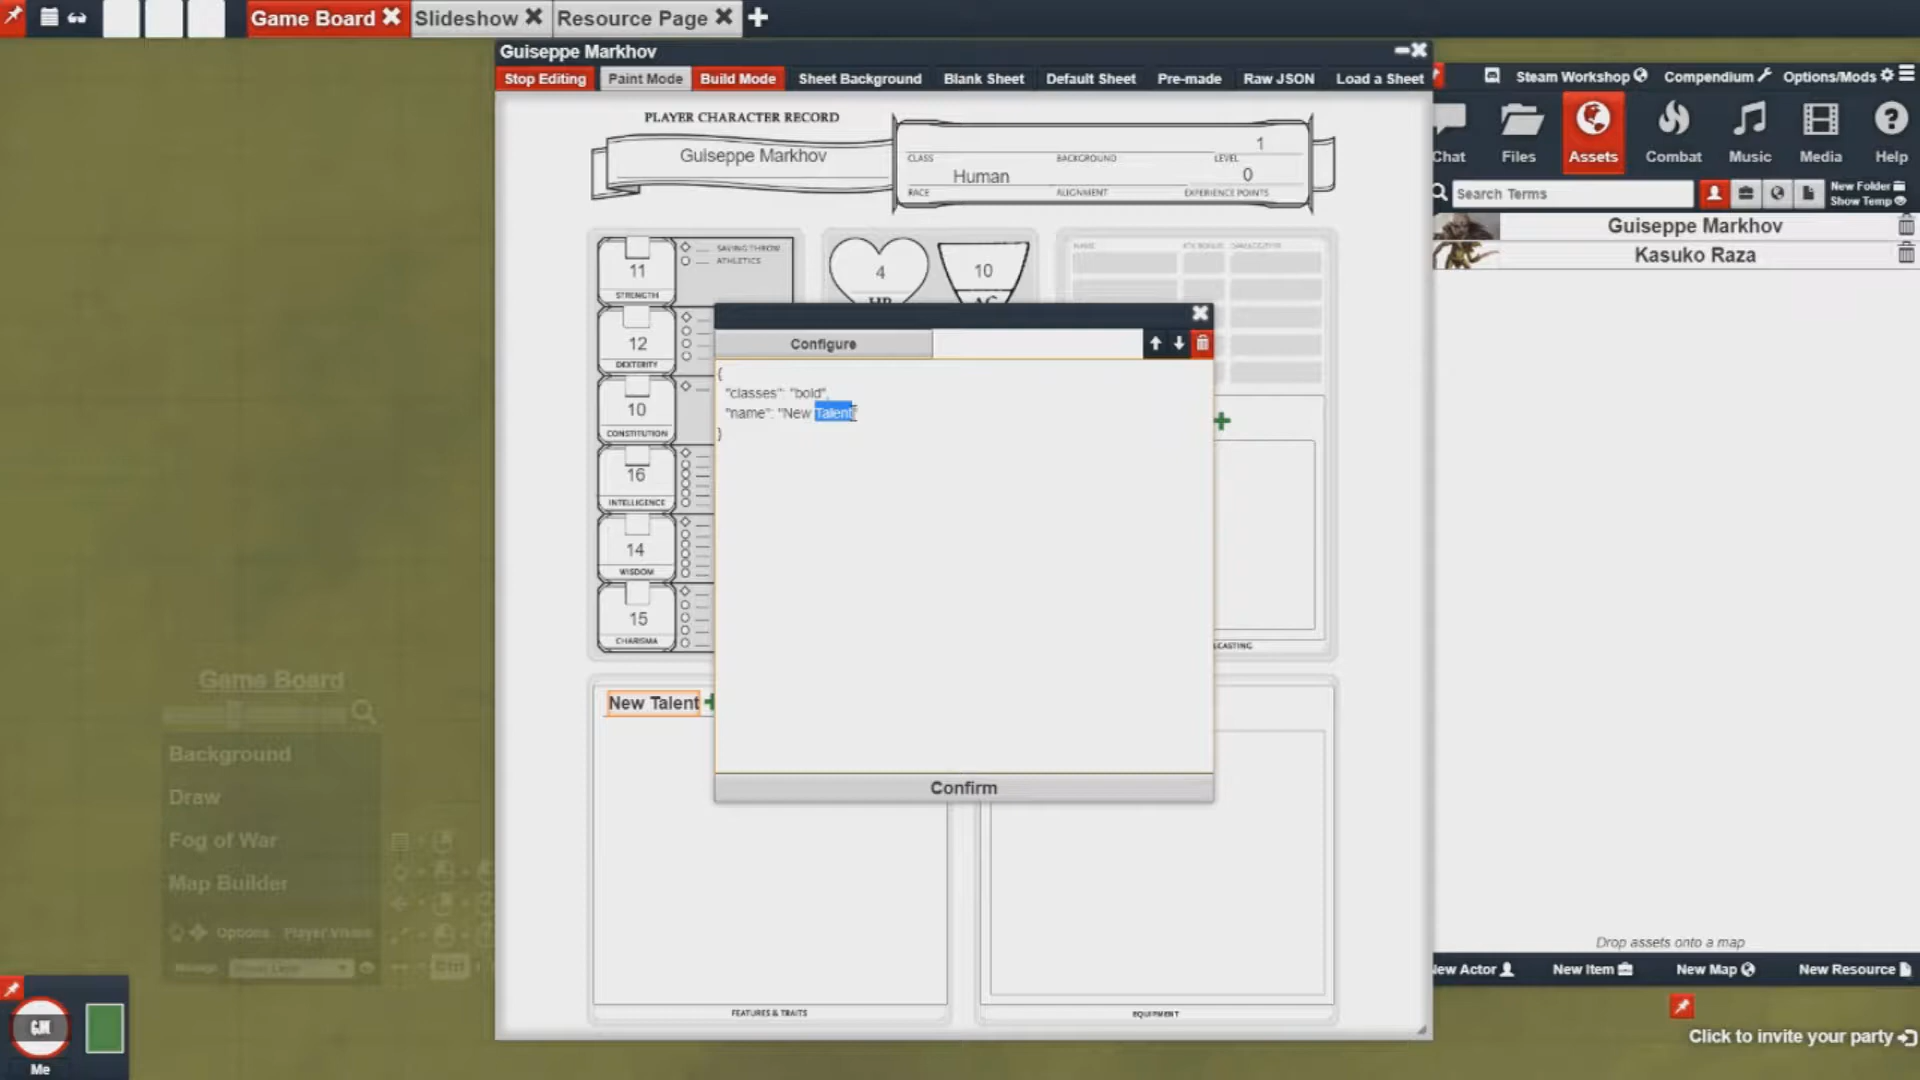 Game Board
Slideshow
Resource Page
Guiseppe Markhov
Stop Editing
Paint Mode
Build Mode
Sheet Background
Blank Sheet
Default Sheet
Pre-made
Raw JSON
Load a Sheet
Steam Workshop
Compendium
Options/Mods
Chat
Files
Assets
Combat
Music
Media
Help
Search Terms
New Folder
Show Temp
Guiseppe Markhov
Kasuko Raza
PLAYER CHARACTER RECORD
Guiseppe Markhov
1
CLASS
BACKGROUND
LEVEL
Human
0
RACE
ALIGNMENT
EXPERIENCE POINTS
11
STRENGTH
SAVING THROW
ATHLETICS
12
DEXTERITY
10
CONSTITUTION
16
INTELLIGENCE
14
WISDOM
15
CHARISMA
4
HP
10
AC
NAME
Configure
{
"classes": "bold",
"name": "New Talent"
}
Confirm
New Talent
FEATURES & TRAITS
EQUIPMENT
Game Board
Background
Draw
Fog of War
Map Builder
Options
Ctrl
GM
Me
Drop assets onto a map
New Actor
New Item
New Map
New Resource
Click to invite your party